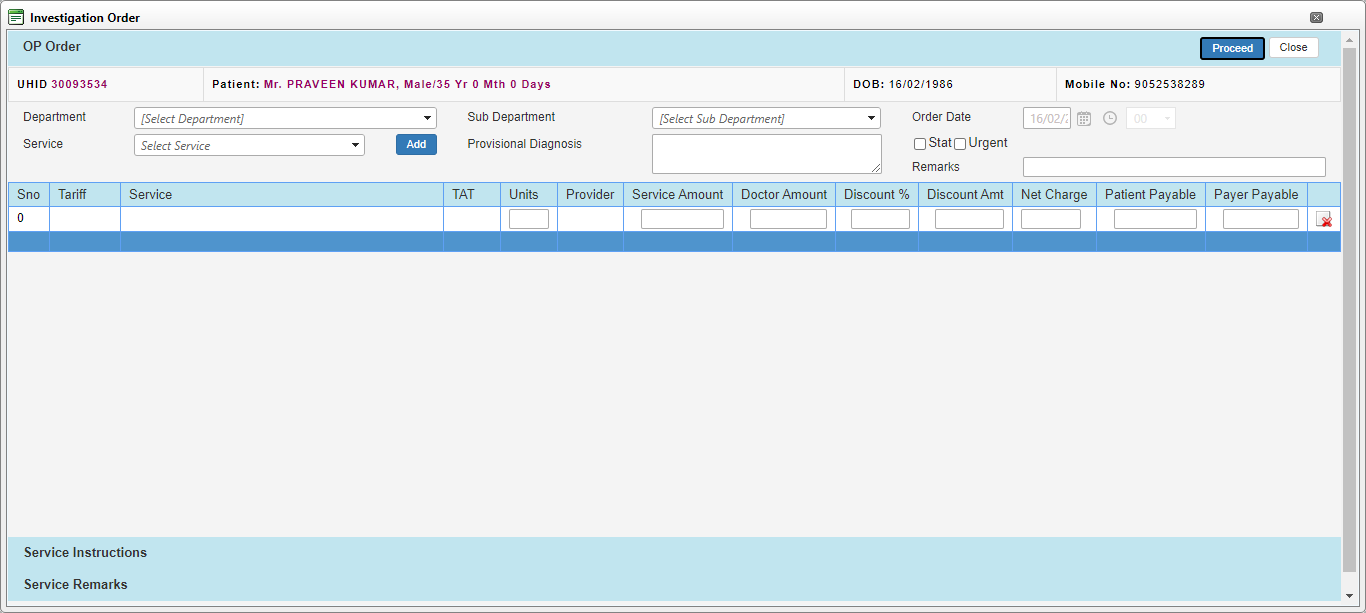 Investigation Order
OP Order
Proceed
Close
UHID 30093534
Patient: Mr. PRAVEEN KUMAR, Male/35 Yr 0 Mth 0 Days
DOB: 16/02/1986
Mobile No: 9052538289
Department
[Select Department]
Sub Department
[Select Sub Department]
Order Date
16/02/2
00
Service
Select Service
Add
Provisional Diagnosis
Stat
Urgent
Remarks
Sno Tariff Service TAT Units Provider Service Amount Doctor Amount Discount % Discount Amt Net Charge Patient Payable Payer Payable
0
Service Instructions
Service Remarks